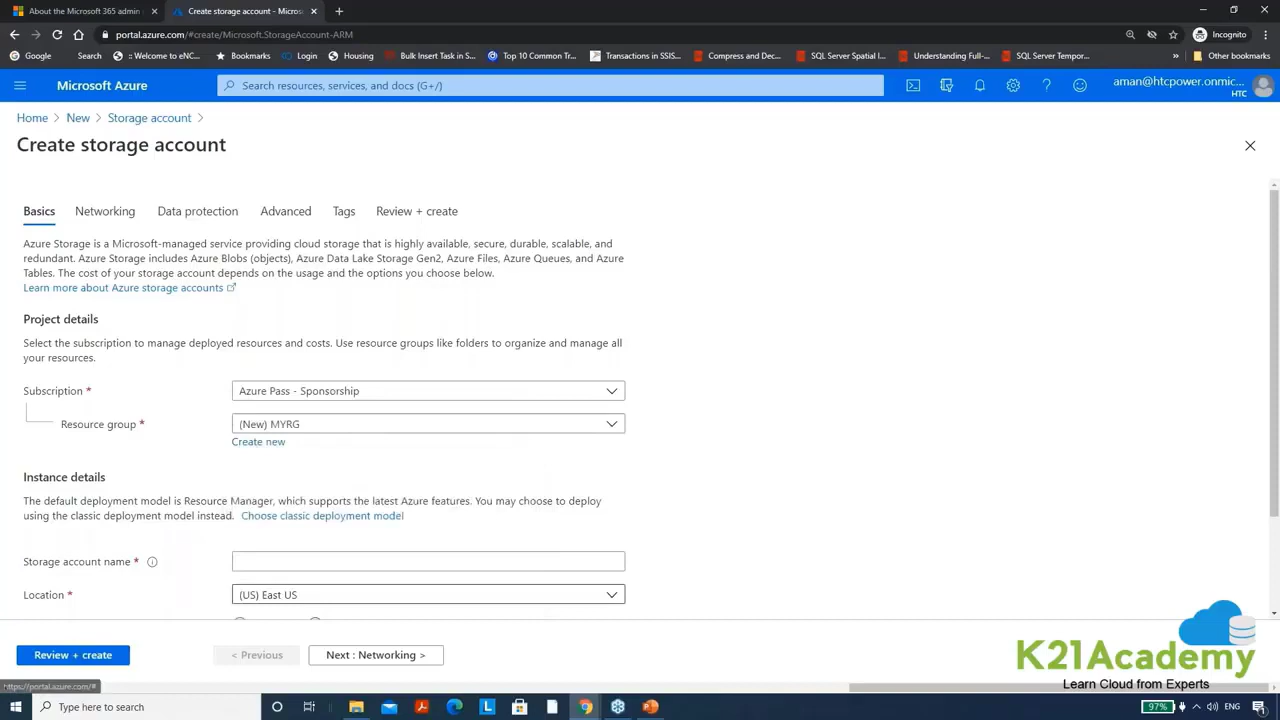 About the Microsoft 365 admin
Create storage account - Micros
portal.azure.com/#create/Microsoft.StorageAccount-ARM
Incognito
Google
Search
:: Welcome to eNC...
Bookmarks
Login
Housing
Bulk Insert Task in S...
Top 10 Common Tr...
Transactions in SSIS...
Compress and Dec...
SQL Server Spatial I...
Understanding Full-...
SQL Server Tempor...
»
Other bookmarks
Microsoft Azure
Search resources, services, and docs (G+/)
aman@htcpower.onmic...
HTC
Home > New > Storage account >
Create storage account
Basics
Networking
Data protection
Advanced
Tags
Review + create
Azure Storage is a Microsoft-managed service providing cloud storage that is highly available, secure, durable, scalable, and
redundant. Azure Storage includes Azure Blobs (objects), Azure Data Lake Storage Gen2, Azure Files, Azure Queues, and Azure
Tables. The cost of your storage account depends on the usage and the options you choose below.
Learn more about Azure storage accounts
Project details
Select the subscription to manage deployed resources and costs. Use resource groups like folders to organize and manage all
your resources.
Subscription *
Azure Pass - Sponsorship
Resource group *
(New) MYRG
Create new
Instance details
The default deployment model is Resource Manager, which supports the latest Azure features. You may choose to deploy
using the classic deployment model instead. Choose classic deployment model
Storage account name *
Location *
(US) East US
Review + create
< Previous
Next : Networking >
K21Academy
Learn Cloud from Experts
https://portal.azure.com/#
Type here to search
97%
ENG